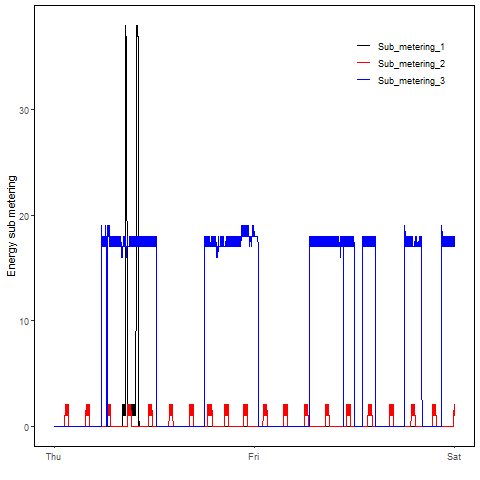 Sub_metering_1
Sub_metering_2
Sub_metering_3
Energy sub metering
30
20
10
0
Thu
Fri
Sat